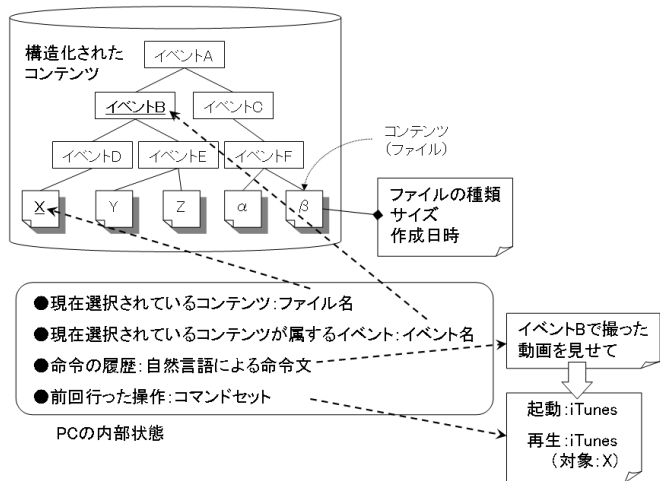 構造化された
コンテンツ
イベントA
イベントB
イベントC
イベントD
イベントE
イベントF
コンテンツ
(ファイル)
X
Y
Z
α
β
ファイルの種類
サイズ
作成日時
●現在選択されているコンテンツ:ファイル名
●現在選択されているコンテンツが属するイベント:イベント名
●命令の履歴:自然言語による命令文
●前回行った操作:コマンドセット
PCの内部状態
イベントBで撮った
動画を見せて
起動:iTunes
再生:iTunes
(対象:X)